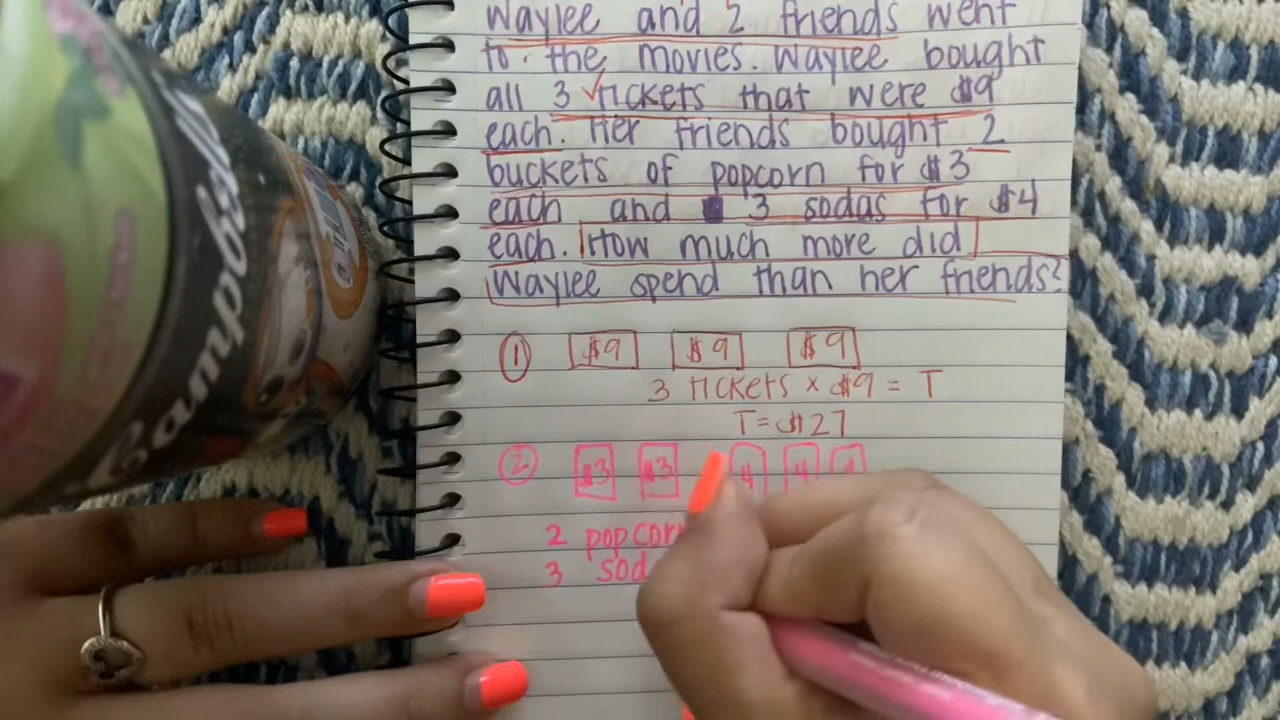 Waylee and 2 friends went
to the movies. Waylee bought
all 3 tickets that were $9
each. Her friends bought 2
buckets of popcorn for $3
each and 3 sodas for $4
each. How much more did
Waylee spend than her friends?
① $9 $9 $9
3 tickets × $9 = T
T = $27
② $3 $3 4 4
2 popcorn
3 sod